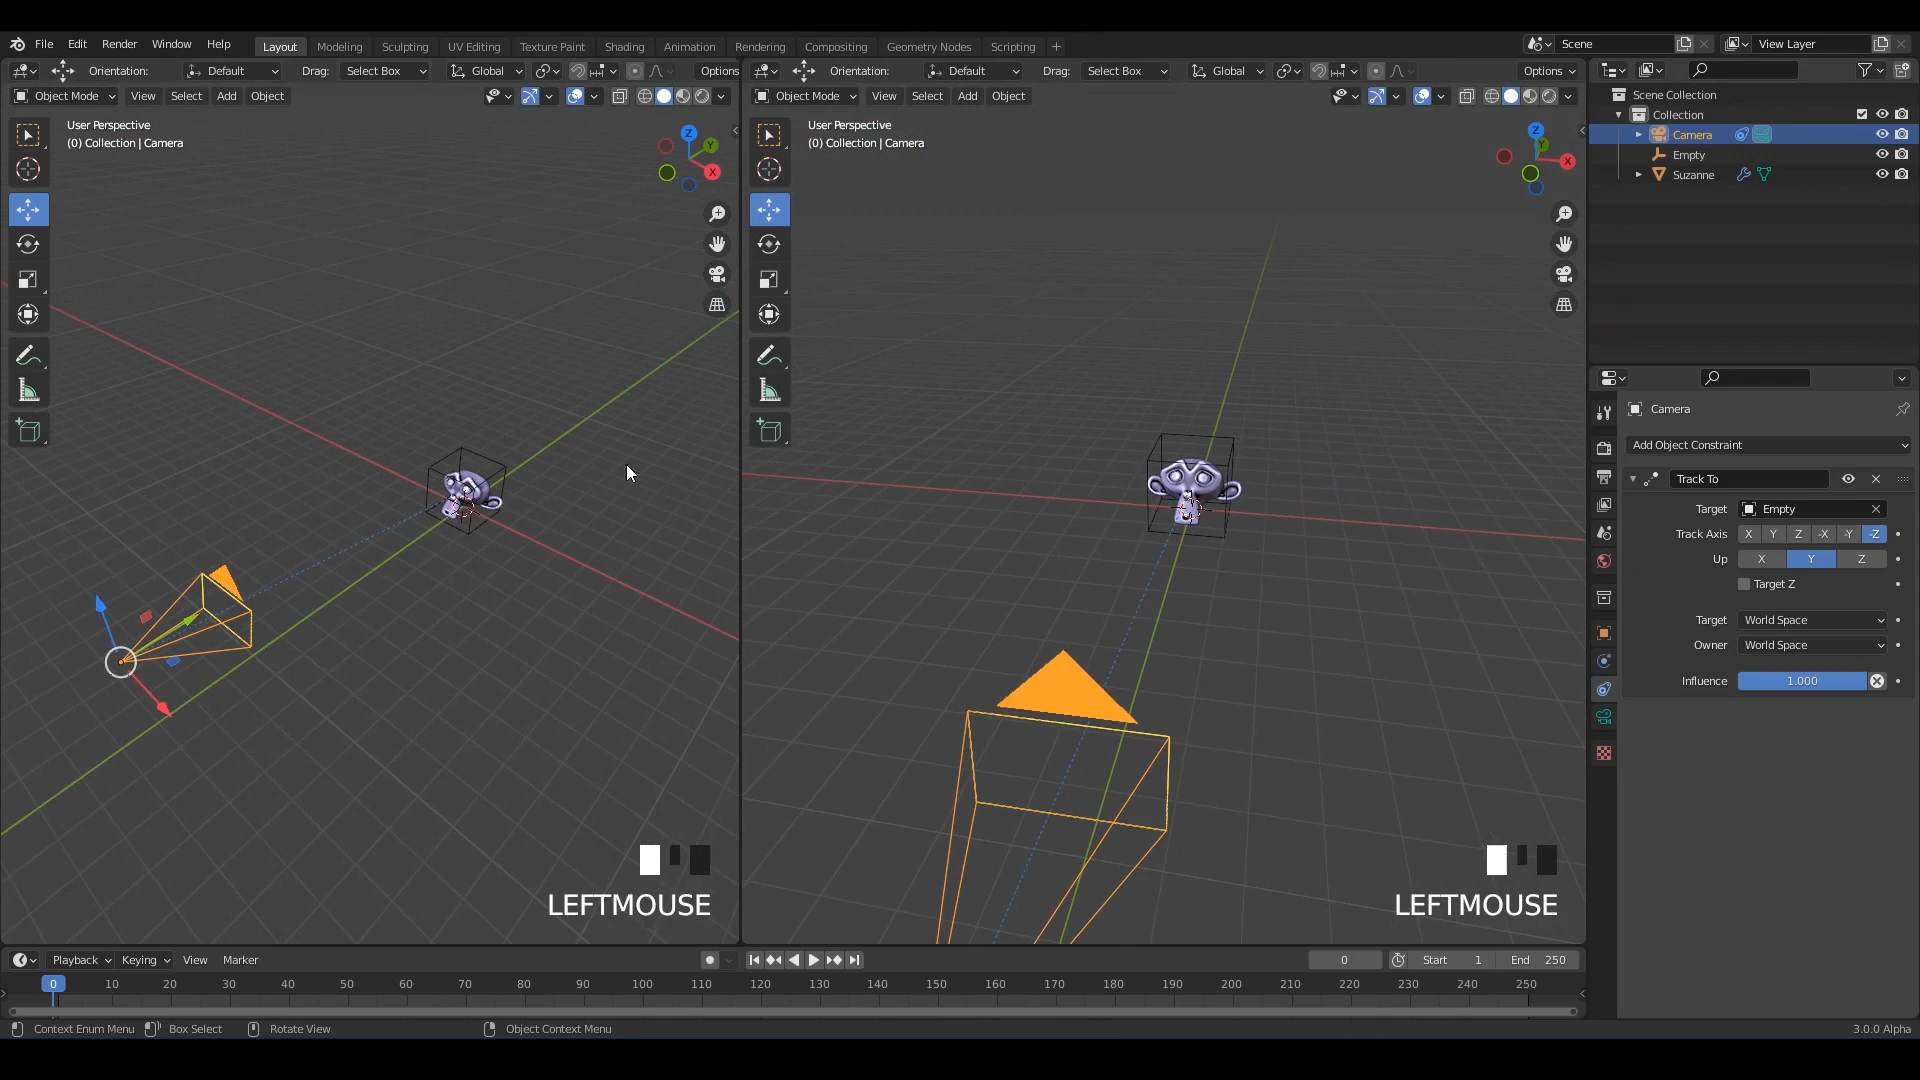 File Edit Render Window Help Layout Modeling Sculpting UV Editing Texture Paint Shading Animation Rendering Compositing Geometry Nodes Scripting + Scene View Layer
Orientation: Default Drag: Select Box Global Options
Orientation: Default Drag: Select Box Global Options
Object Mode View Select Add Object
Object Mode View Select Add Object
User Perspective
(0) Collection | Camera
Z
Y
X
User Perspective
(0) Collection | Camera
Z
Y
X
LEFTMOUSE
LEFTMOUSE
Scene Collection
Collection
Camera
Empty
Suzanne
Camera
Add Object Constraint
Track To
Target Empty
Track Axis X Y Z -X -Y -Z
Up X Y Z
Target Z
Target World Space
Owner World Space
Influence 1.000
Playback Keying View Marker 0 Start 1 End 250
0 10 20 30 40 50 60 70 80 90 100 110 120 130 140 150 160 170 180 190 200 210 220 230 240 250
Context Enum Menu Box Select Rotate View Object Context Menu 3.0.0 Alpha